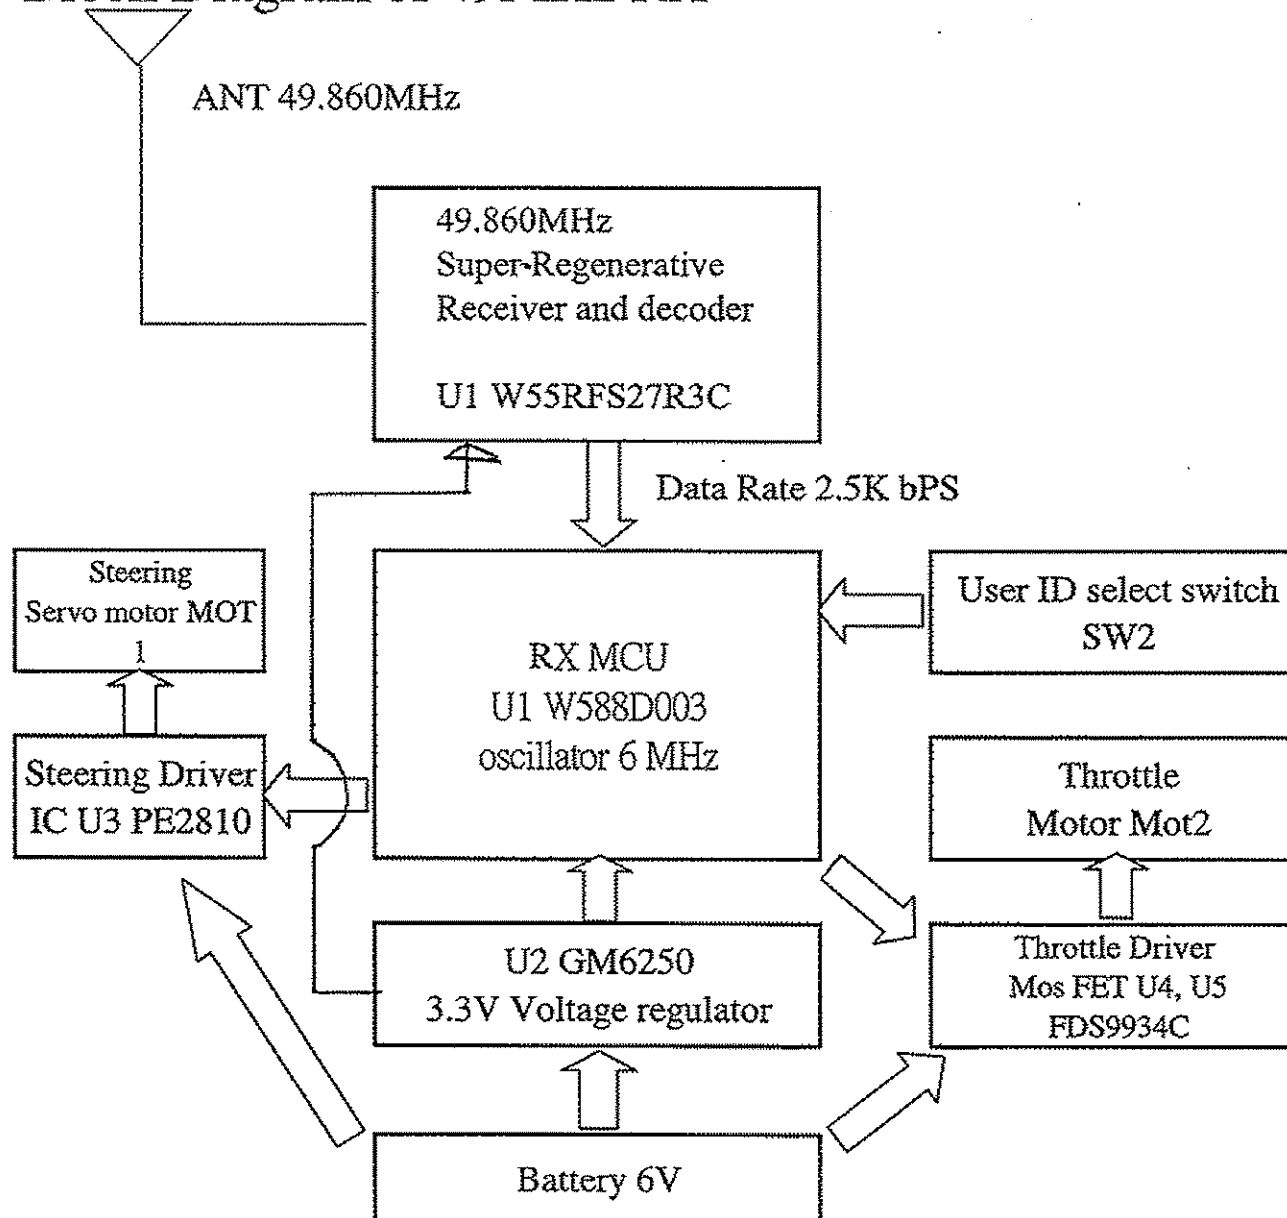 ANT 49.860MHz
49.860MHz
Super-Regenerative
Receiver and decoder
U1 W55RFS27R3C
Data Rate 2.5K bPS
Steering
Servo motor MOT
1
User ID select switch
SW2
RX MCU
U1 W588D003
oscillator 6 MHz
Steering Driver
IC U3 PE2810
Throttle
Motor Mot2
U2 GM6250
3.3V Voltage regulator
Throttle Driver
Mos FET U4, U5
FDS9934C
Battery 6V